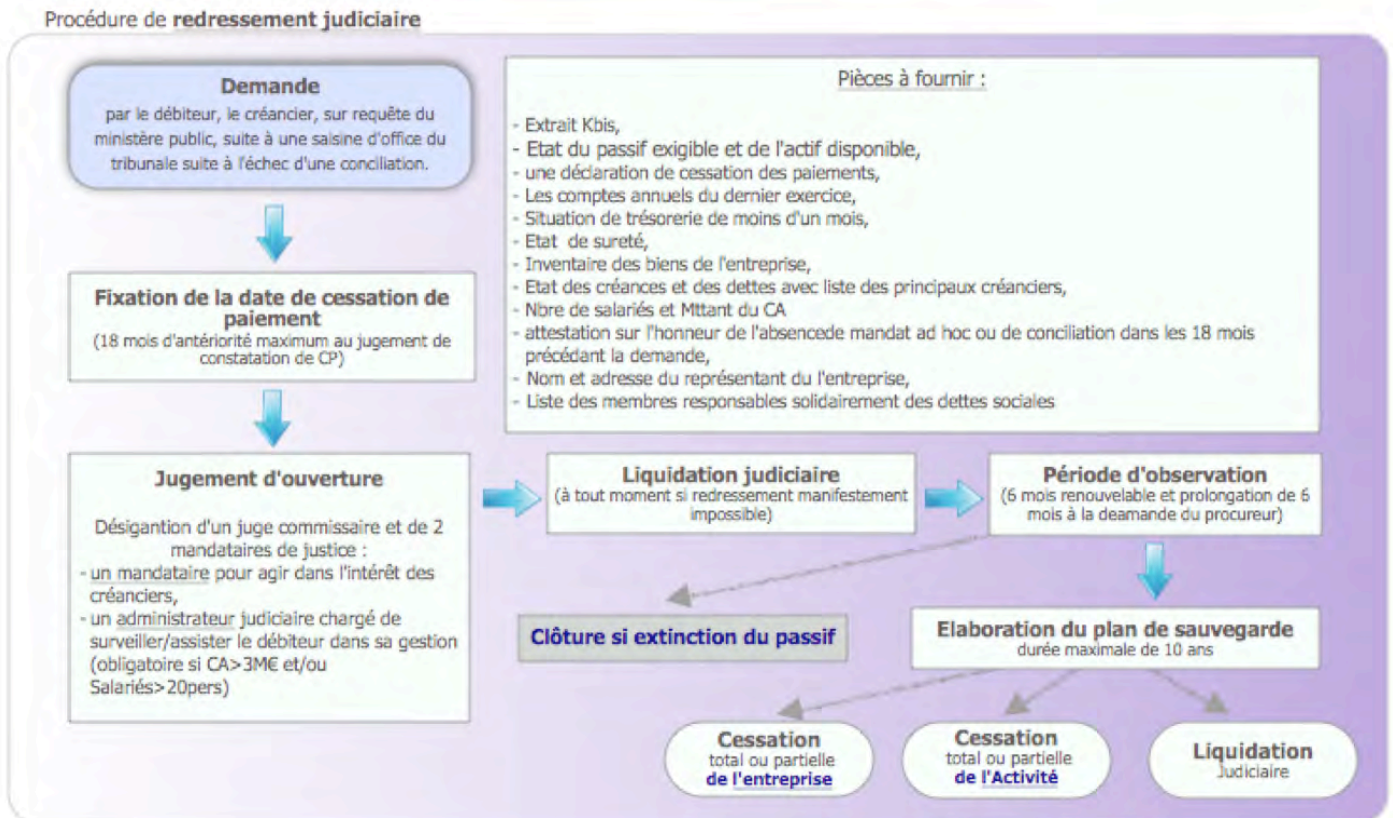 Procédure de redressement judiciaire
Demande
par le débiteur, le créancier, sur requête du
ministère public, suite à une saisine d'office du
tribunale suite à l'échec d'une conciliation.
Pièces à fournir :
- Extrait Kbis,
- Etat du passif exigible et de l'actif disponible,
- une déclaration de cessation des paiements,
- Les comptes annuels du dernier exercice,
- Situation de trésorerie de moins d'un mois,
- Etat de sureté,
- Inventaire des biens de l'entreprise,
- Etat des créances et des dettes avec liste des principaux créanciers,
- Nbre de salariés et Mttant du CA
- attestation sur l'honneur de l'absencede mandat ad hoc ou de conciliation dans les 18 mois
précédant la demande,
- Nom et adresse du représentant du l'entreprise,
- Liste des membres responsables solidairement des dettes sociales
Fixation de la date de cessation de
paiement
(18 mois d'antériorité maximum au jugement de
constatation de CP)
Jugement d'ouverture
Désigantion d'un juge commissaire et de 2
mandataires de justice :
- un mandataire pour agir dans l'intérêt des
créanciers,
- un administrateur judiciaire chargé de
surveiller/assister le débiteur dans sa gestion
(obligatoire si CA>3M€ et/ou
Salariés>20pers)
Liquidation judiciaire
(à tout moment si redressement manifestement
impossible)
Période d'observation
(6 mois renouvelable et prolongation de 6
mois à la deamande du procureur)
Clôture si extinction du passif
Elaboration du plan de sauvegarde
durée maximale de 10 ans
Cessation
total ou partielle
de l'entreprise
Cessation
total ou partielle
de l'Activité
Liquidation
Judiciaire